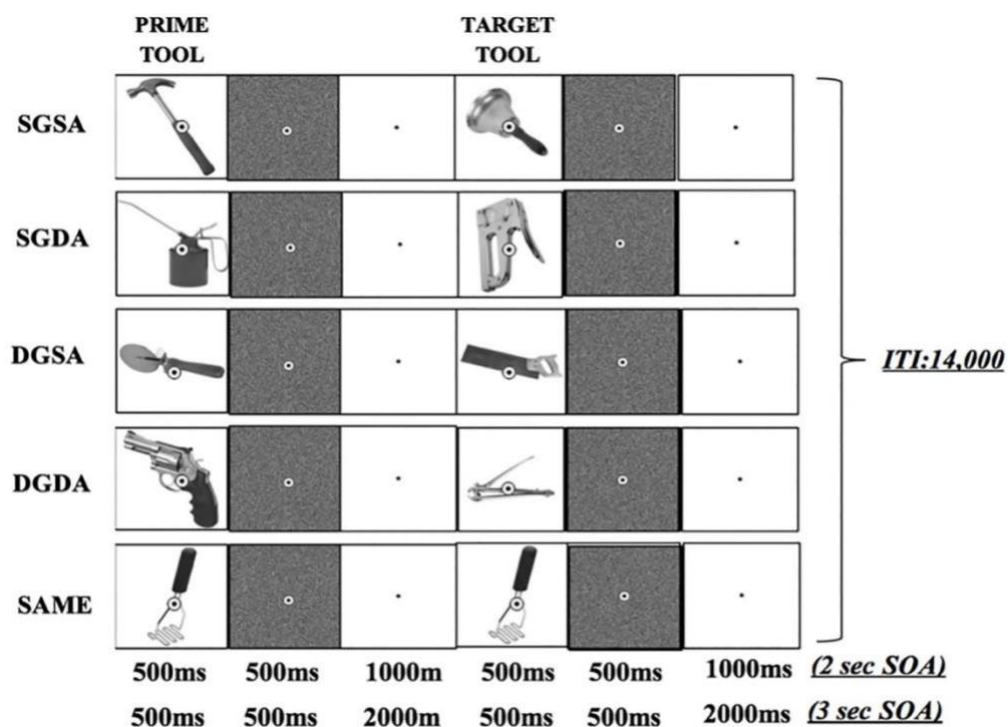 PRIME TOOL
TARGET TOOL
SGSA
SGDA
DGSA
ITI:14,000
DGDA
SAME
500ms 500ms 1000m 500ms 500ms 1000ms (2 sec SOA)
500ms 500ms 2000m 500ms 500ms 2000ms (3 sec SOA)